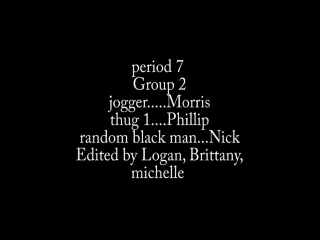 period 7
Group 2
jogger.....Morris
thug 1....Phillip
random black man...Nick
Edited by Logan, Brittany,
michelle